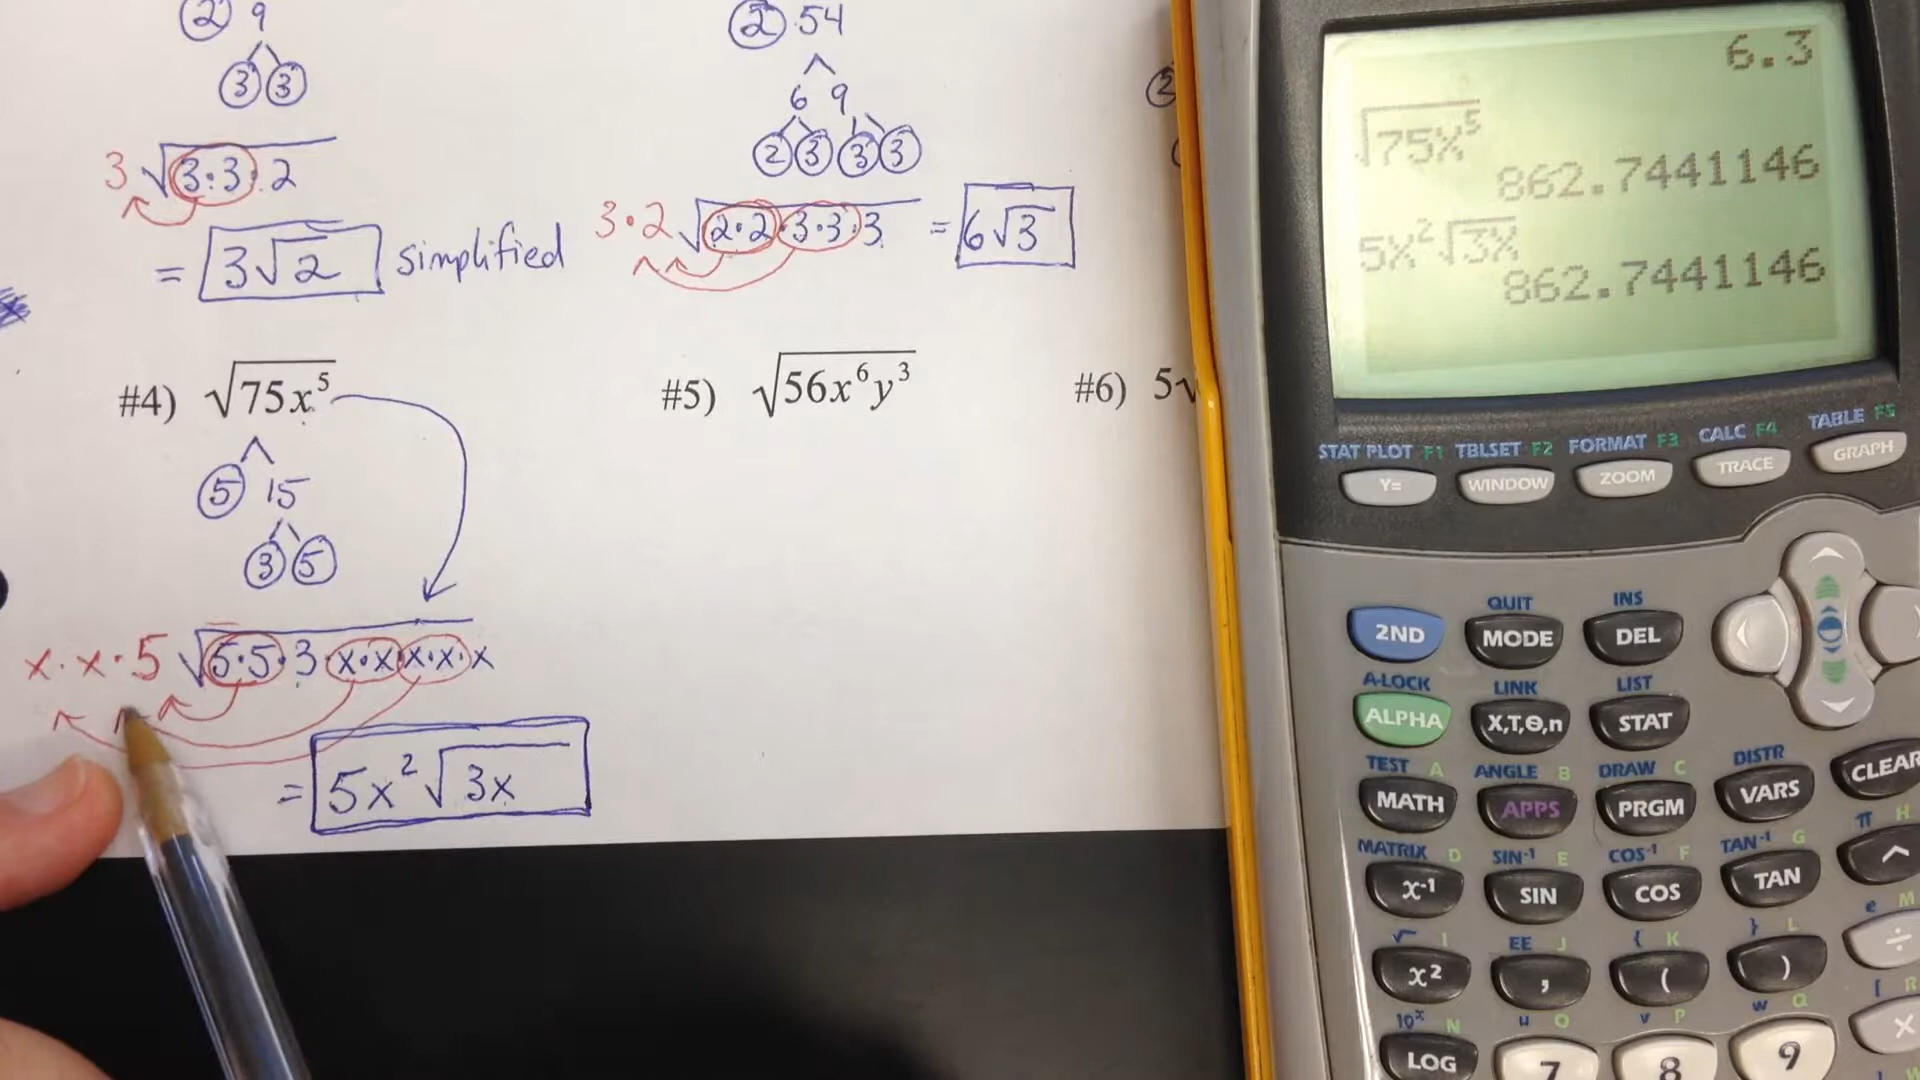 ② 9
③ ③
3 √3·3·2
= 3√2 simplified
② 54
6 9
② ③ ③ ③
3·2 √2·2·3·3·3 = 6√3
②
#4) √75x⁵
⑤ 15
③ ⑤
x·x·5 √5·5·3·x·x·x·x·x
= 5x²√3x
#5) √56x⁶y³
#6) 5√
6.3
√75X⁵
862.7441146
5X²√3X
862.7441146
STAT PLOT F1 TBLSET F2 FORMAT F3 CALC F4 TABLE F5
Y= WINDOW ZOOM TRACE GRAPH
QUIT INS
2ND MODE DEL
A-LOCK LINK LIST
ALPHA X,T,Θ,n STAT
TEST A ANGLE B DRAW C DISTR
MATH APPS PRGM VARS CLEAR
MATRIX D SIN⁻¹ E COS⁻¹ F TAN⁻¹ G π H
x⁻¹ SIN COS TAN ^
√ I EE J { K } L e M
x² , ( ) ÷
10ˣ N u O v P w Q [ R
LOG 7 8 9 ×